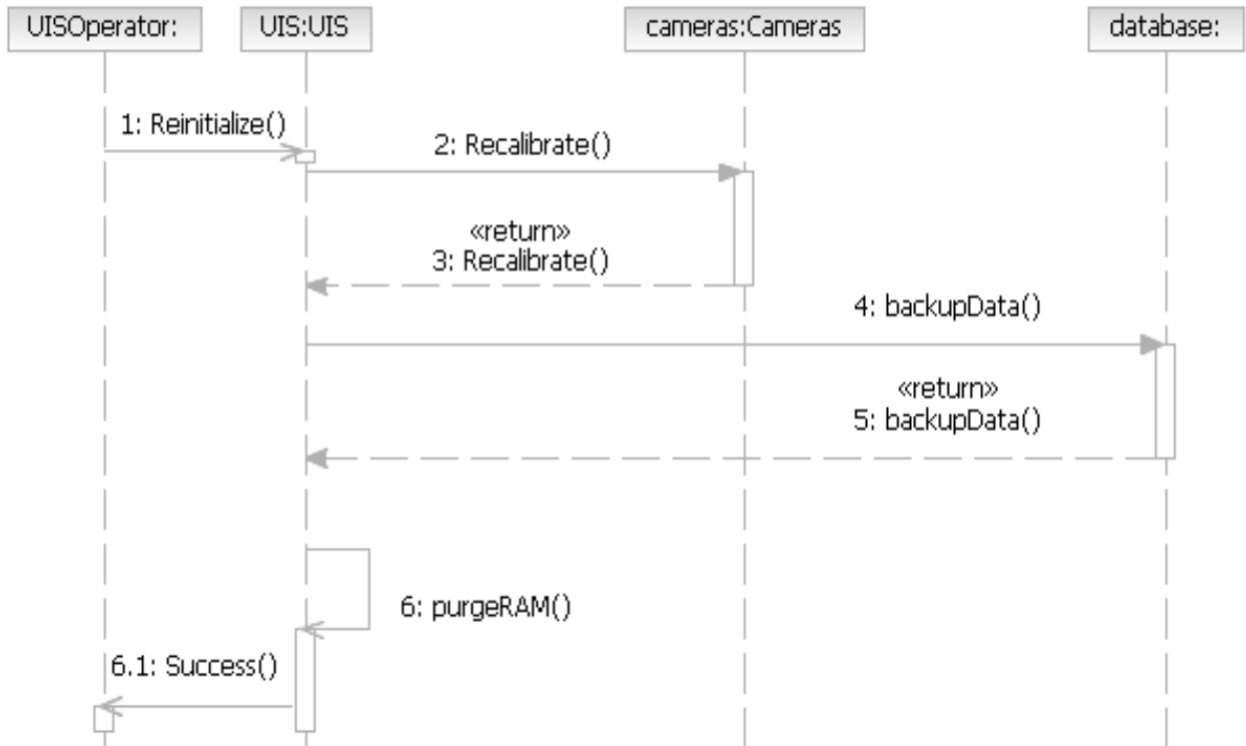 UISOperator:
UIS:UIS
cameras:Cameras
database:
1: Reinitialize()
2: Recalibrate()
«return»
3: Recalibrate()
4: backupData()
«return»
5: backupData()
6: purgeRAM()
6.1: Success()